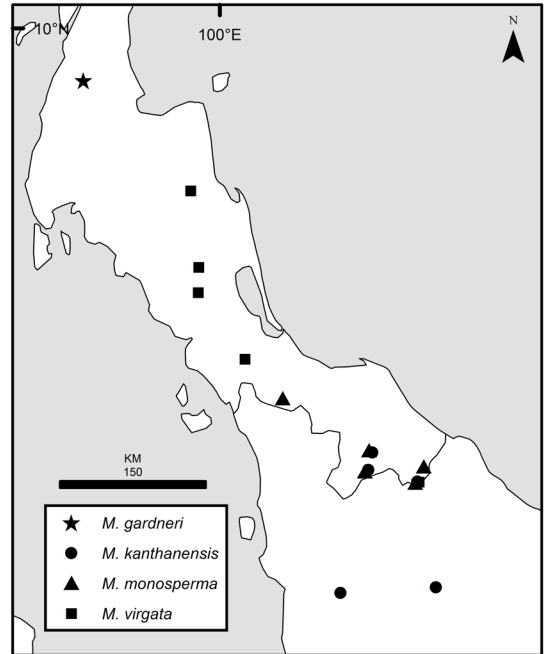 10°N
100°E
N
KM
150
M. gardneri
M. kanthanensis
M. monosperma
M. virgata